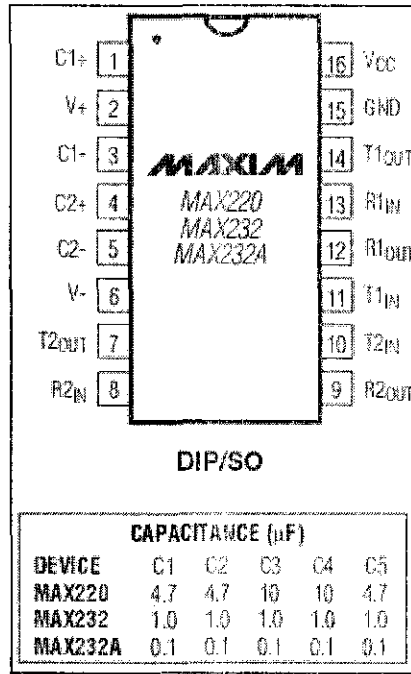 C1+ 1 16 VCC
V+ 2 15 GND
C1- 3 MAXIM 14 T1OUT
C2+ 4 MAX220 13 R1IN
MAX232
C2- 5 MAX232A 12 R1OUT
V- 6 11 T1IN
T2OUT 7 10 T2IN
R2IN 8 9 R2OUT
DIP/SO
CAPACITANCE (µF)
DEVICE C1 C2 C3 C4 C5
MAX220 4.7 4.7 10 10 4.7
MAX232 1.0 1.0 1.0 1.0 1.0
MAX232A 0.1 0.1 0.1 0.1 0.1